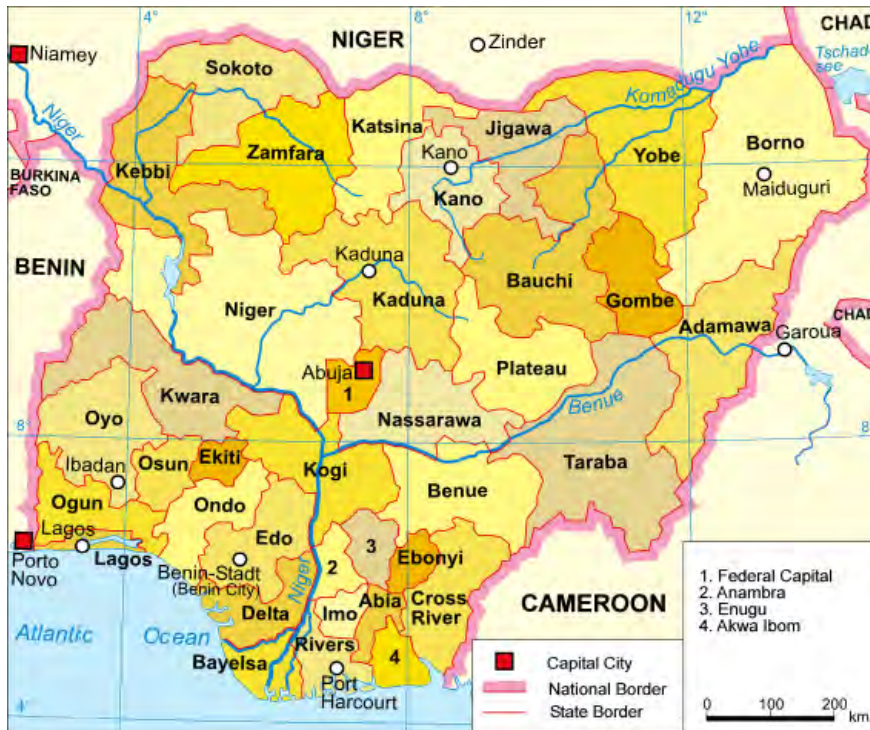 4°
8°
12°
NIGER
CHAD
Niamey
Zinder
Tschad-
see
Sokoto
Komadugu Yobe
Niger
Katsina
Jigawa
Zamfara
Kano
Yobe
Borno
Kebbi
BURKINA
FASO
Kano
Maiduguri
BENIN
Kaduna
Bauchi
Niger
Kaduna
Gombe
CHAD
Adamawa
Garoua
Abuja
1
Plateau
Kwara
Benue
Nassarawa
Oyo
8°
8
Ibadan
Osun
Ekiti
Kogi
Taraba
Ogun
Ondo
Benue
Lagos
Edo
3
Porto
Novo
Lagos
Benin-Stadt
(Benin City)
Niger
2
Ebonyi
Delta
Imo
Abia
Cross
River
CAMEROON
Atlantic Ocean
Bayelsa
Rivers
4
Port
Harcourt
4°
1. Federal Capital
2. Anambra
3. Enugu
4. Akwa Ibom
Capital City
National Border
State Border
0 100 200
km